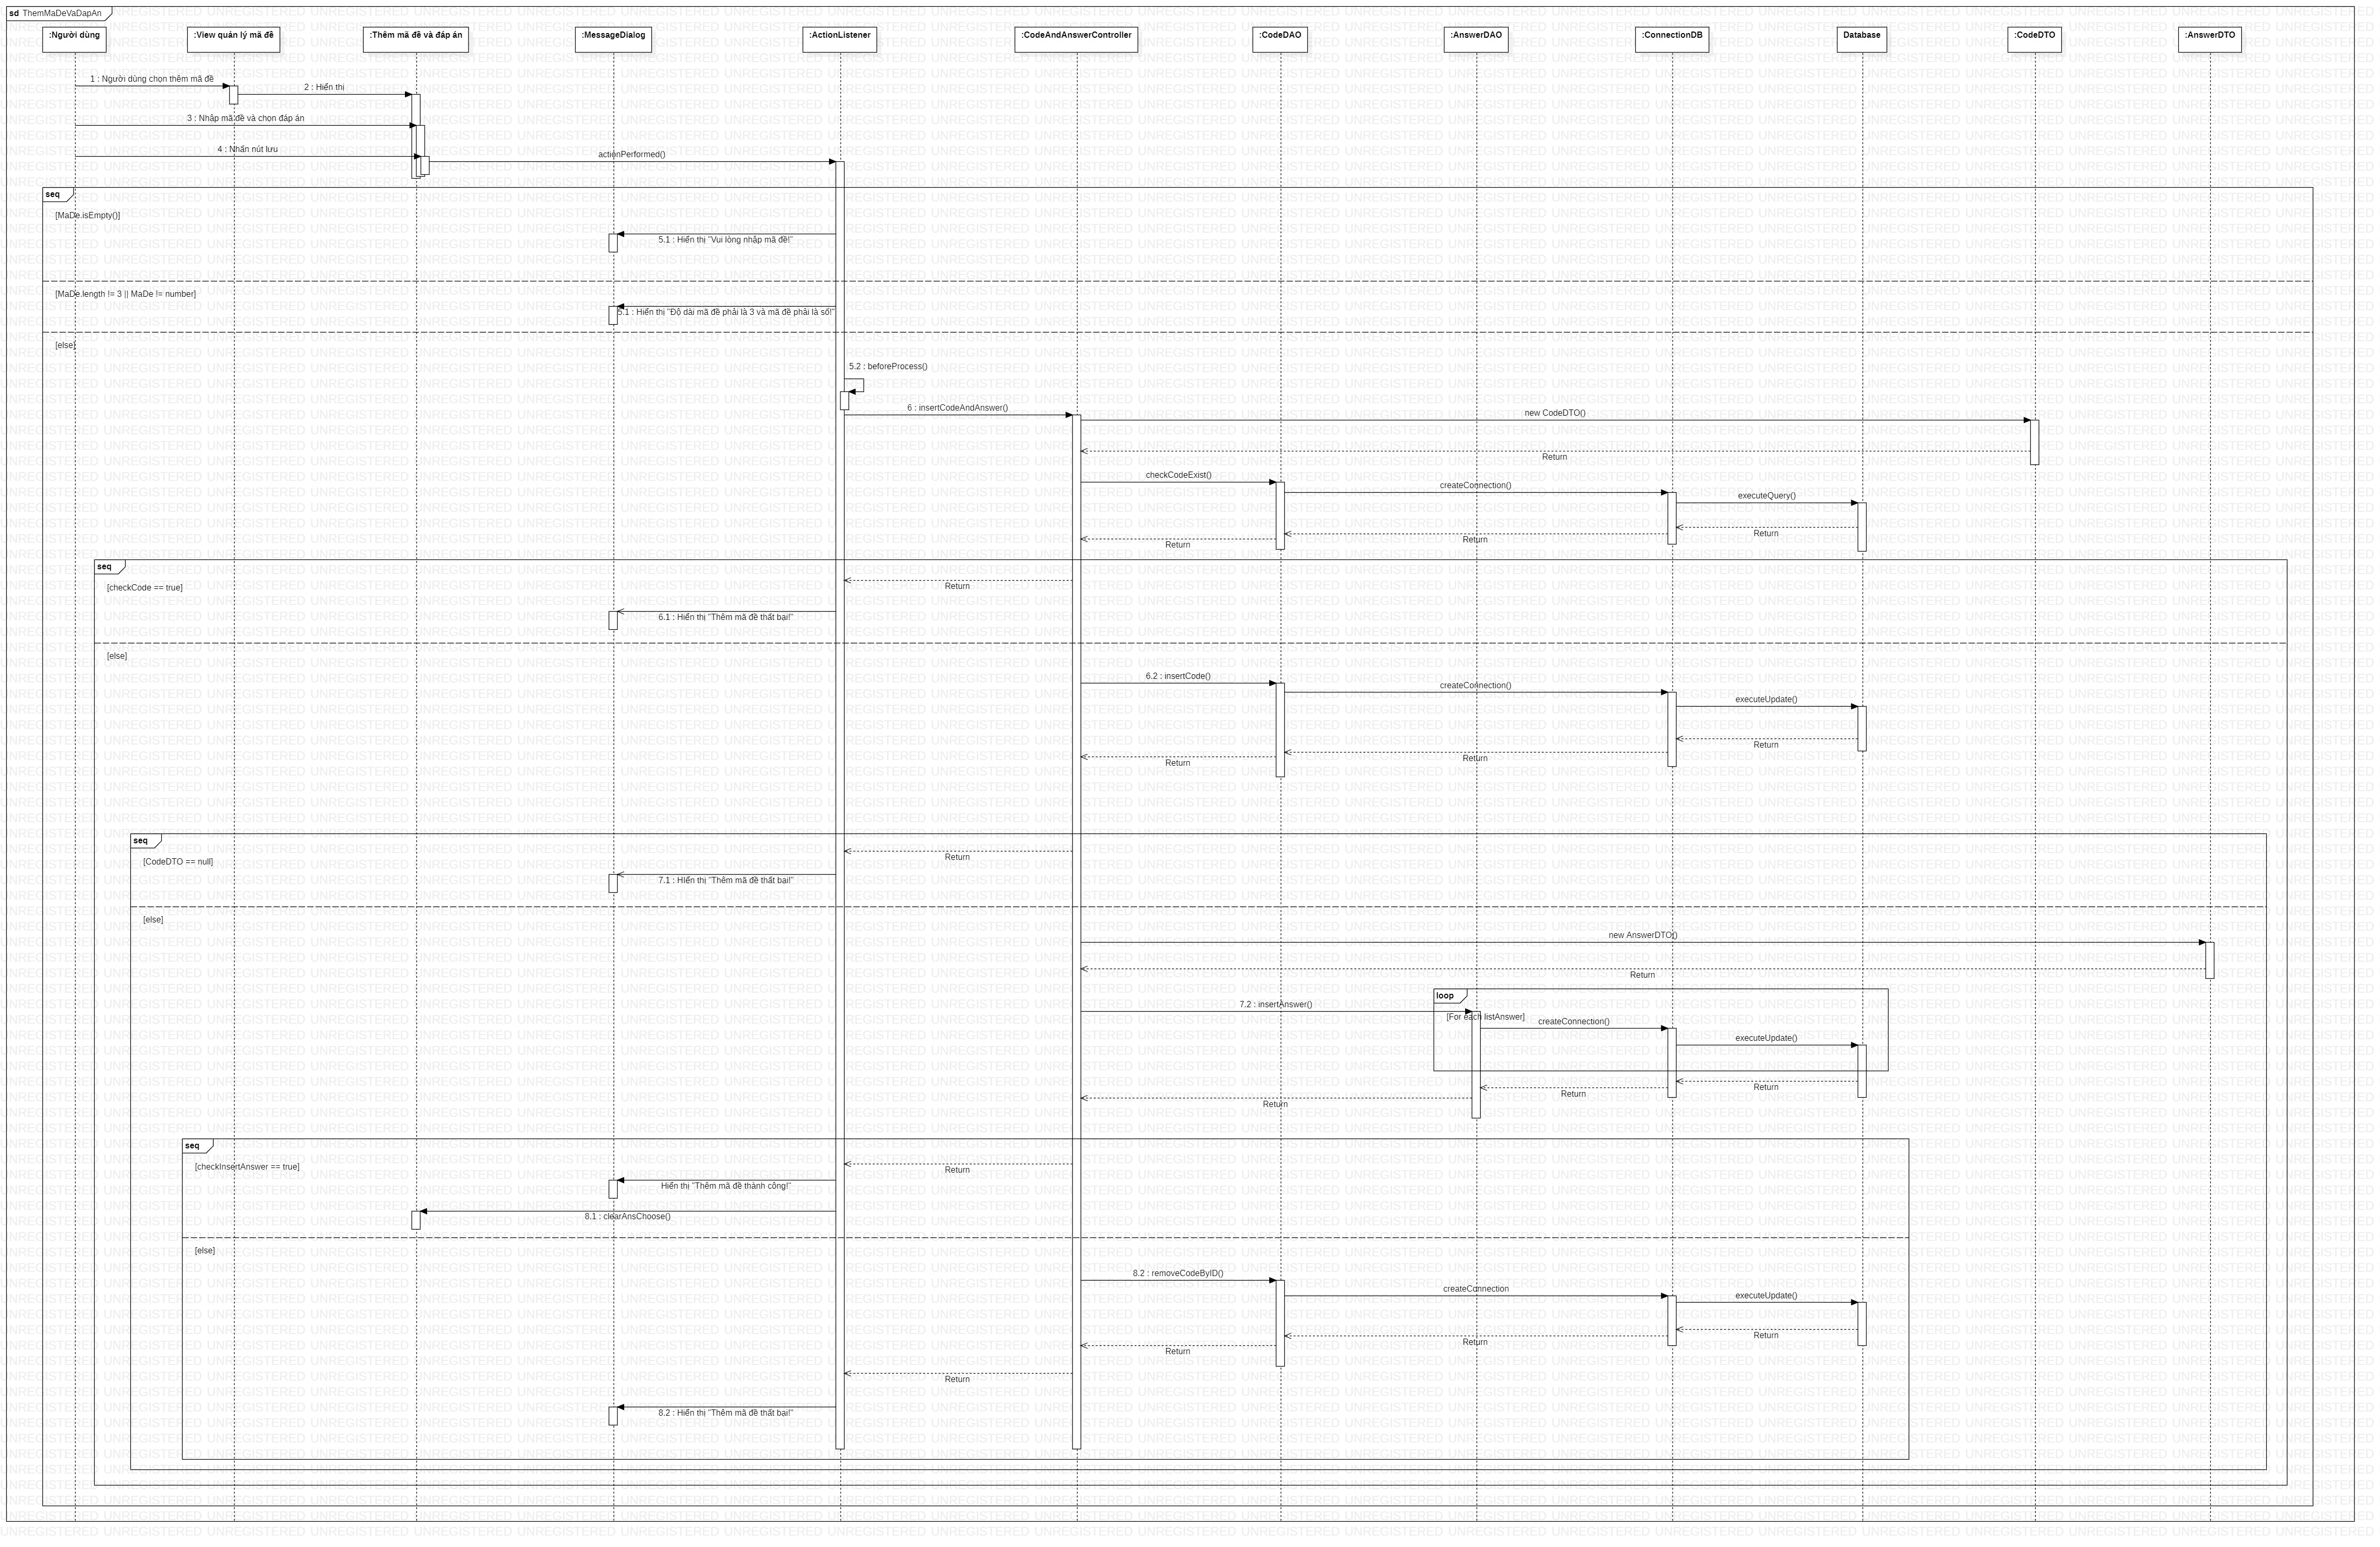 sd ThemMaDeVaDapAn
:Người dùng
:View quản lý mã đề
:Thêm mã đề và đáp án
:MessageDialog
:ActionListener
:CodeAndAnswerController
:CodeDAO
:AnswerDAO
:ConnectionDB
Database
:CodeDTO
:AnswerDTO
1 : Người dùng chọn thêm mã đề
2 : Hiển thị
3 : Nhập mã đề và chọn đáp án
4 : Nhấn nút lưu
actionPerformed()
seq
[MaDe.isEmpty()]
5.1 : Hiển thị "Vui lòng nhập mã đề!"
[MaDe.length != 3 || MaDe != number]
5.1 : Hiển thị "Độ dài mã đề phải là 3 và mã đề phải là số!"
[else]
5.2 : beforeProcess()
6 : insertCodeAndAnswer()
new CodeDTO()
Return
checkCodeExist()
createConnection()
executeQuery()
Return
Return
Return
seq
[checkCode == true]
Return
6.1 : Hiển thị "Thêm mã đề thất bại!"
[else]
6.2 : insertCode()
createConnection()
executeUpdate()
Return
Return
Return
seq
[CodeDTO == null]
Return
7.1 : HIển thị "Thêm mã đề thất bại!"
[else]
new AnswerDTO()
Return
loop
7.2 : insertAnswer()
[For each listAnswer]
createConnection()
executeUpdate()
Return
Return
Return
seq
[checkInsertAnswer == true]
Return
Hiển thị "Thêm mã đề thành công!"
8.1 : clearAnsChoose()
[else]
8.2 : removeCodeByID()
createConnection
executeUpdate()
Return
Return
Return
Return
8.2 : Hiển thị "Thêm mã đề thất bại!"
UNREGISTERED